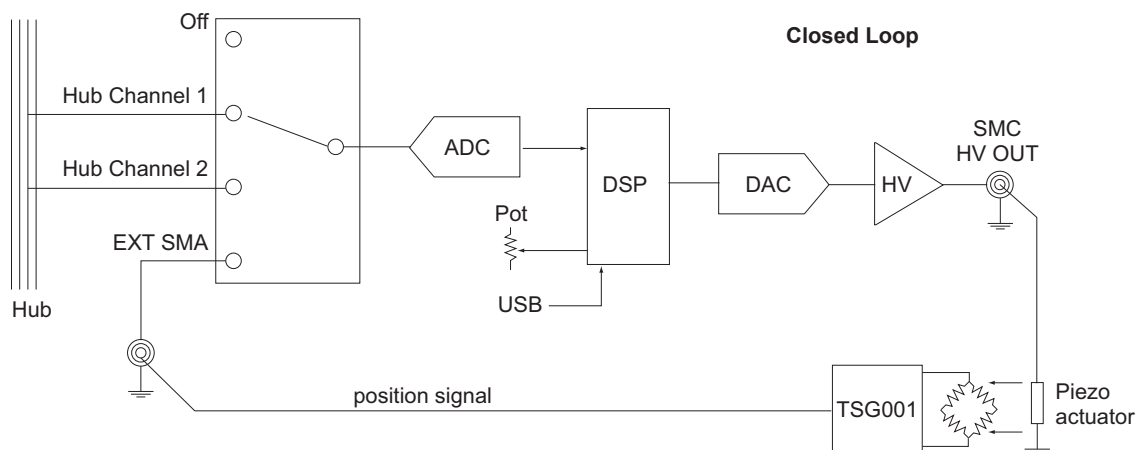 Off
Closed Loop
Hub Channel 1
SMC
HV OUT
ADC
Hub Channel 2
DSP
DAC
HV
Pot
EXT SMA
USB
Hub
position signal
TSG001
Piezo
actuator